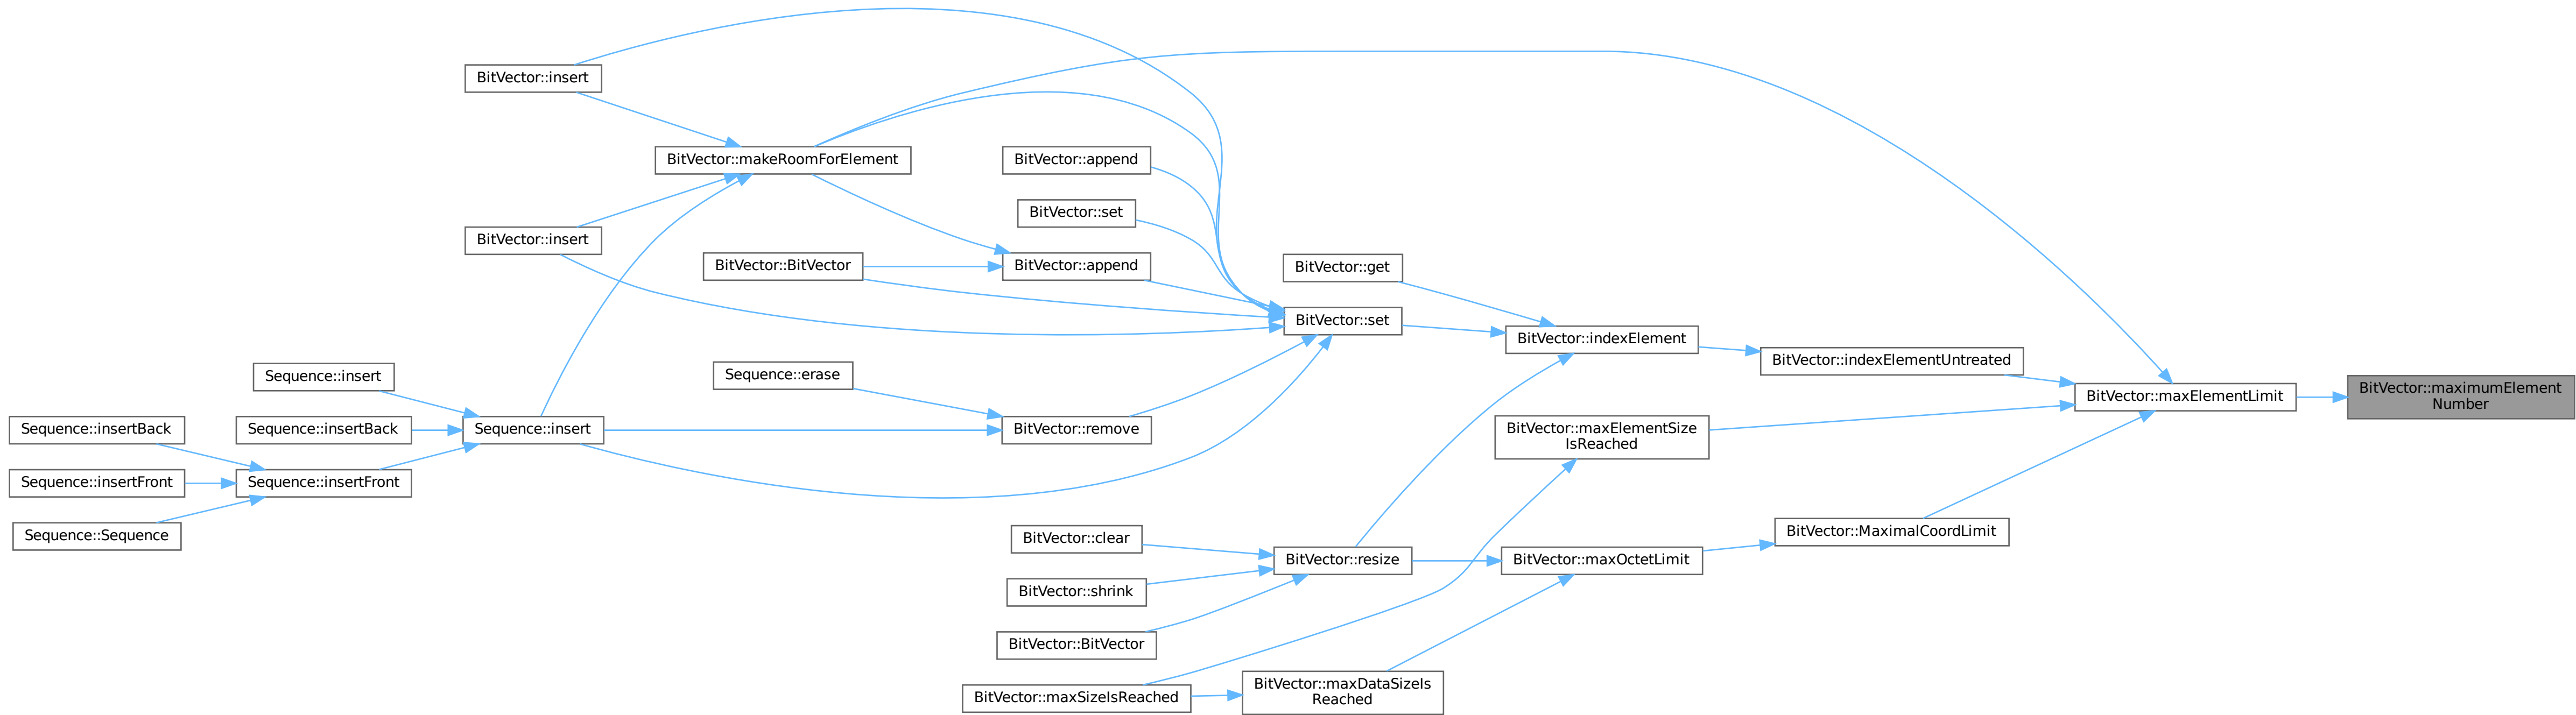 BitVector::insert
BitVector::makeRoomForElement
BitVector::append
BitVector::set
BitVector::insert
BitVector::BitVector
BitVector::append
BitVector::get
BitVector::set
BitVector::indexElement
BitVector::indexElementUntreated
Sequence::insert
Sequence::erase
BitVector::maxElementLimit
BitVector::maximumElement
Number
Sequence::insertBack
Sequence::insertBack
Sequence::insert
BitVector::remove
BitVector::maxElementSize
IsReached
Sequence::insertFront
Sequence::insertFront
Sequence::Sequence
BitVector::clear
BitVector::resize
BitVector::maxOctetLimit
BitVector::MaximalCoordLimit
BitVector::shrink
BitVector::BitVector
BitVector::maxSizeIsReached
BitVector::maxDataSizeIs
Reached